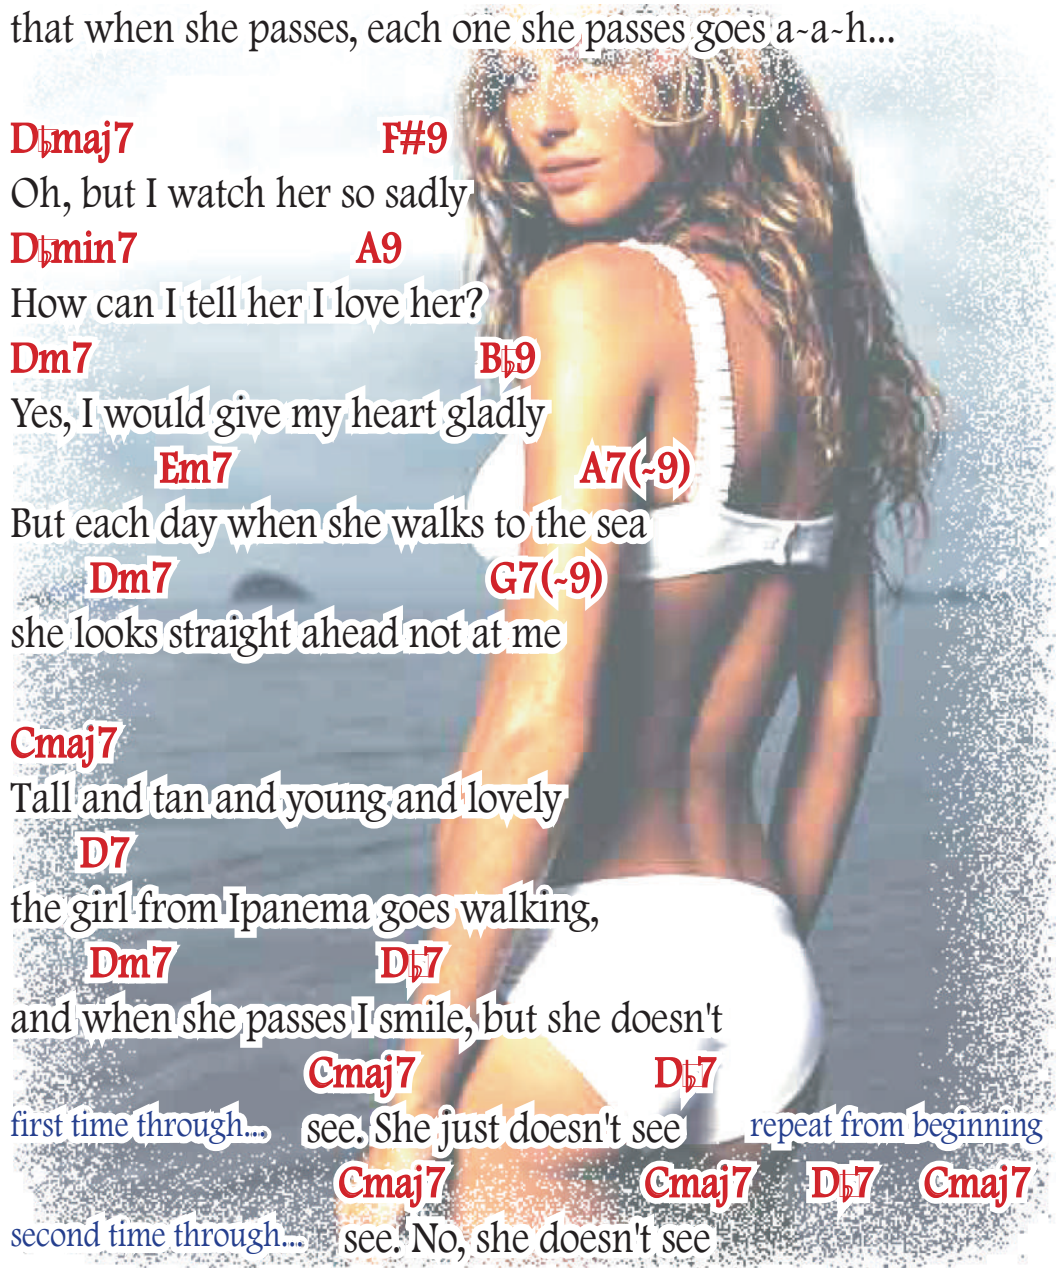 that when she passes, each one she passes goes a~a~h...
D♭maj7 F#9
Oh, but I watch her so sadly
D♭min7 A9
How can I tell her I love her?
Dm7 B♭9
Yes, I would give my heart gladly
Em7 A7(~9)
But each day when she walks to the sea
Dm7 G7(~9)
she looks straight ahead not at me
Cmaj7
Tall and tan and young and lovely
D7
the girl from Ipanema goes walking,
Dm7 D♭7
and when she passes I smile, but she doesn't
Cmaj7 D♭7
first time through... see. She just doesn't see repeat from beginning
Cmaj7 Cmaj7 D♭7 Cmaj7
second time through... see. No, she doesn't see